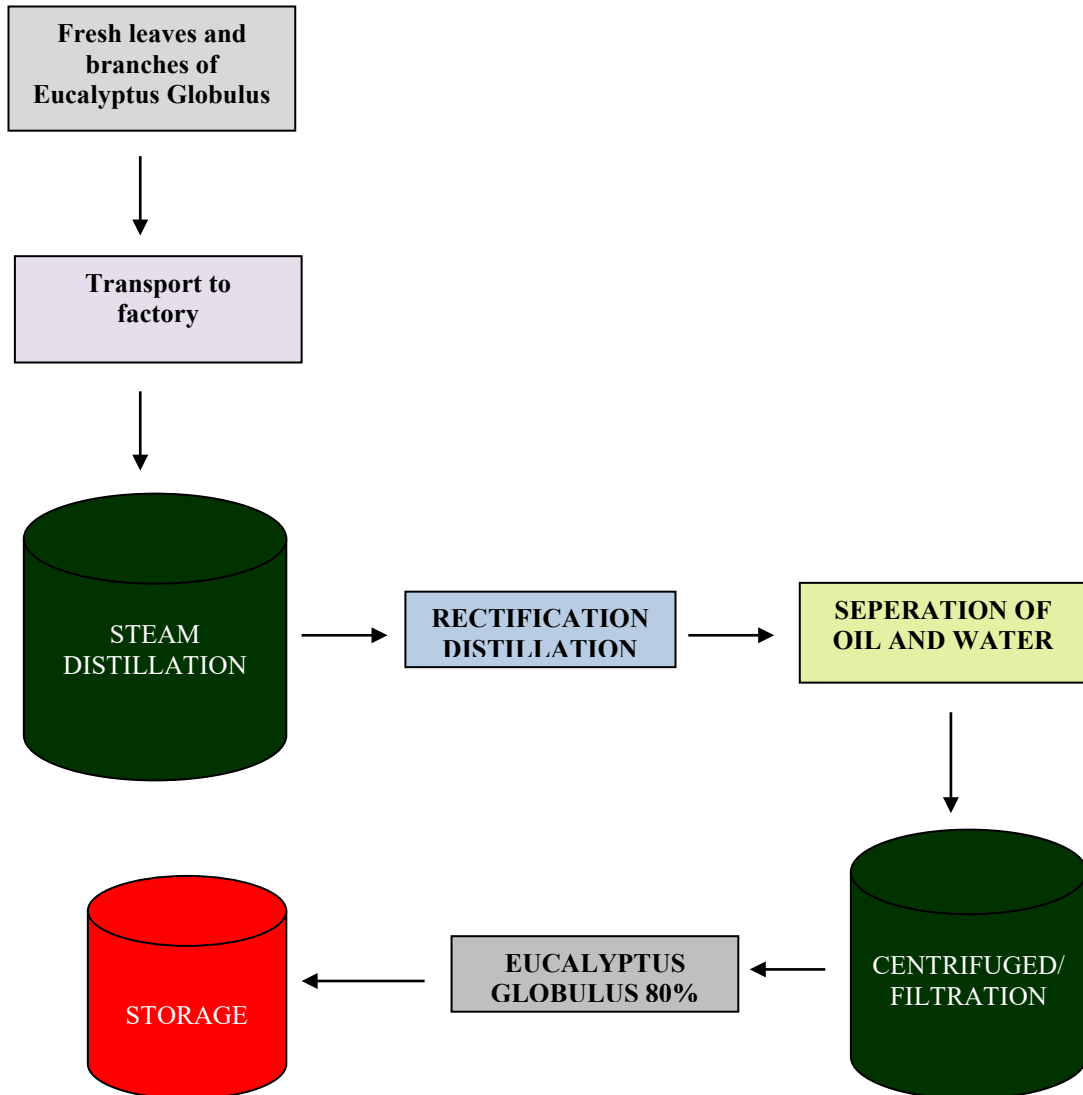 Fresh leaves and
branches of
Eucalyptus Globulus
Transport to
factory
STEAM
DISTILLATION
RECTIFICATION
DISTILLATION
SEPERATION OF
OIL AND WATER
CENTRIFUGED/
FILTRATION
EUCALYPTUS
GLOBULUS 80%
STORAGE